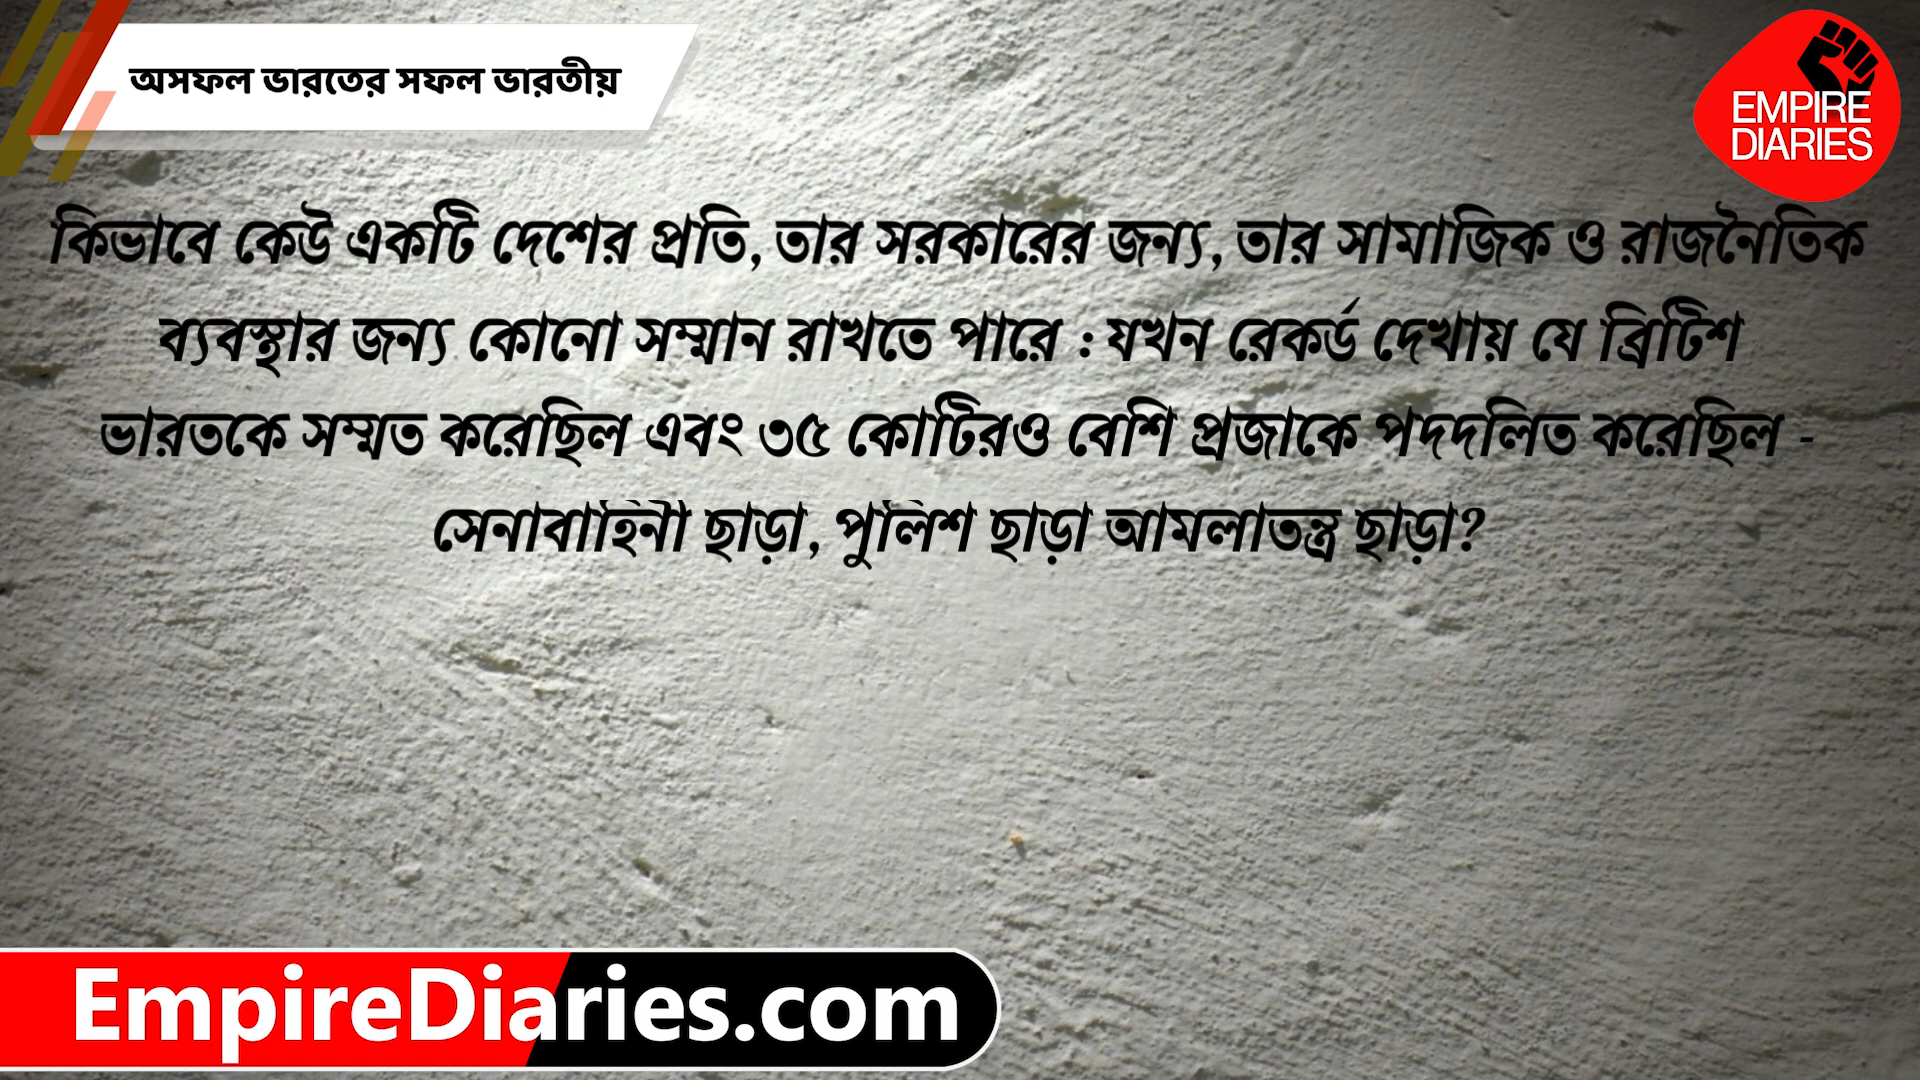 অসফল ভারতের সফল ভারতীয়
EMPIRE
DIARIES
কিভাবে কেউ একটি দেশের প্রতি, তার সরকারের জন্য, তার সামাজিক ও রাজনৈতিক
ব্যবস্থার জন্য কোনো সম্মান রাখতে পারে : যখন রেকর্ড দেখায় যে ব্রিটিশ
ভারতকে সম্মত করেছিল এবং ৩৫ কোটিরও বেশি প্রজাকে পদদলিত করেছিল -
সেনাবাহিনী ছাড়া, পুলিশ ছাড়া আমলাতন্ত্র ছাড়া?
EmpireDiaries.com